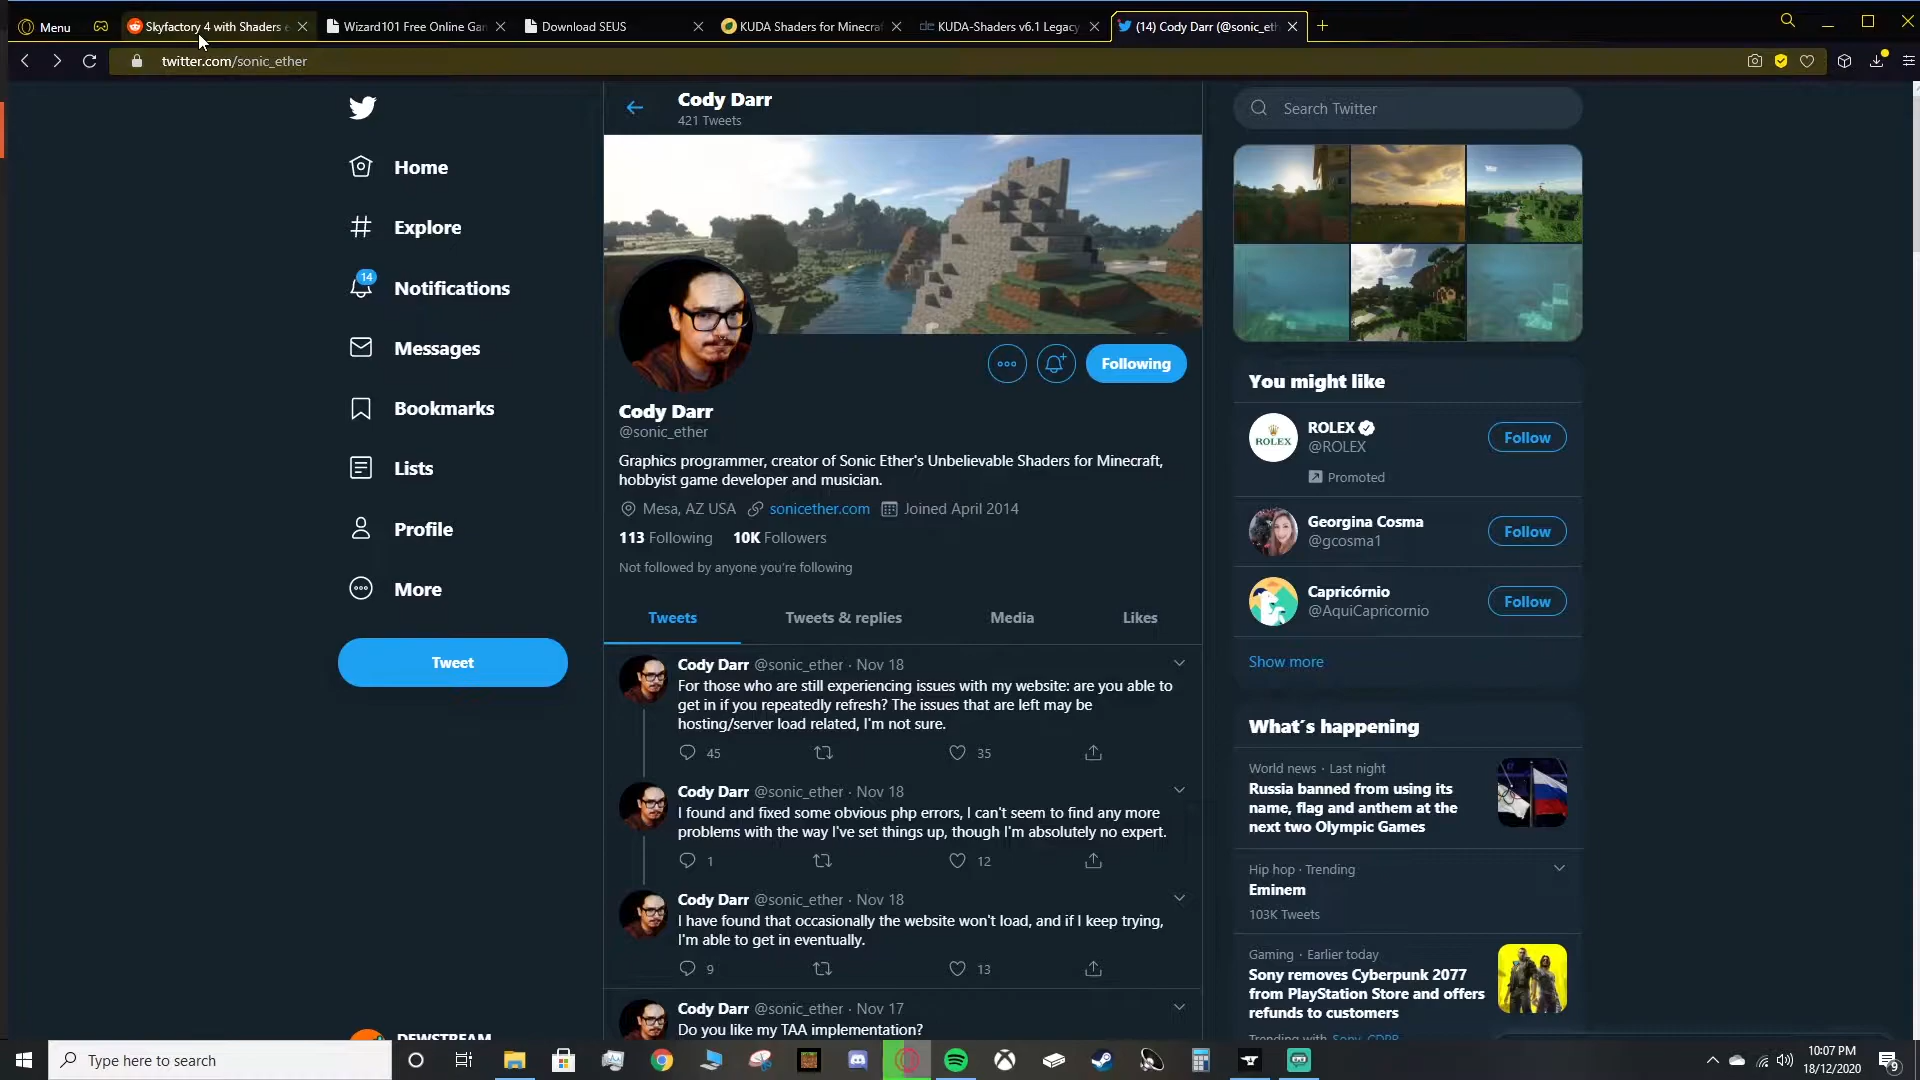 Menu
Skyfactory 4 with Shaders e
Wizard101 Free Online Gam
Download SEUS
KUDA Shaders for Minecraf
KUDA-Shaders v6.1 Legacy
(14) Cody Darr (@sonic_eth
twitter.com/sonic_ether
Cody Darr
421 Tweets
Search Twitter
Home
Explore
14
Notifications
Messages
Bookmarks
Lists
Profile
More
Tweet
Following
Cody Darr
@sonic_ether
Graphics programmer, creator of Sonic Ether's Unbelievable Shaders for Minecraft,
hobbyist game developer and musician.
Mesa, AZ USA sonicether.com Joined April 2014
113 Following 10K Followers
Not followed by anyone you're following
Tweets Tweets & replies Media Likes
Cody Darr @sonic_ether · Nov 18
For those who are still experiencing issues with my website: are you able to
get in if you repeatedly refresh? The issues that are left may be
hosting/server load related, I'm not sure.
45 35
Cody Darr @sonic_ether · Nov 18
I found and fixed some obvious php errors, I can't seem to find any more
problems with the way I've set things up, though I'm absolutely no expert.
1 12
Cody Darr @sonic_ether · Nov 18
I have found that occasionally the website won't load, and if I keep trying,
I'm able to get in eventually.
9 13
Cody Darr @sonic_ether · Nov 17
Do you like my TAA implementation?
You might like
ROLEX
@ROLEX
Promoted
Follow
ROLEX
Georgina Cosma
@gcosma1
Follow
Capricórnio
@AquiCapricornio
Follow
Show more
What's happening
World news · Last night
Russia banned from using its
name, flag and anthem at the
next two Olympic Games
Hip hop · Trending
Eminem
103K Tweets
Gaming · Earlier today
Sony removes Cyberpunk 2077
from PlayStation Store and offers
refunds to customers
Trending with Sony, CDPR
DEWSTREAM
Type here to search
10:07 PM
18/12/2020
9